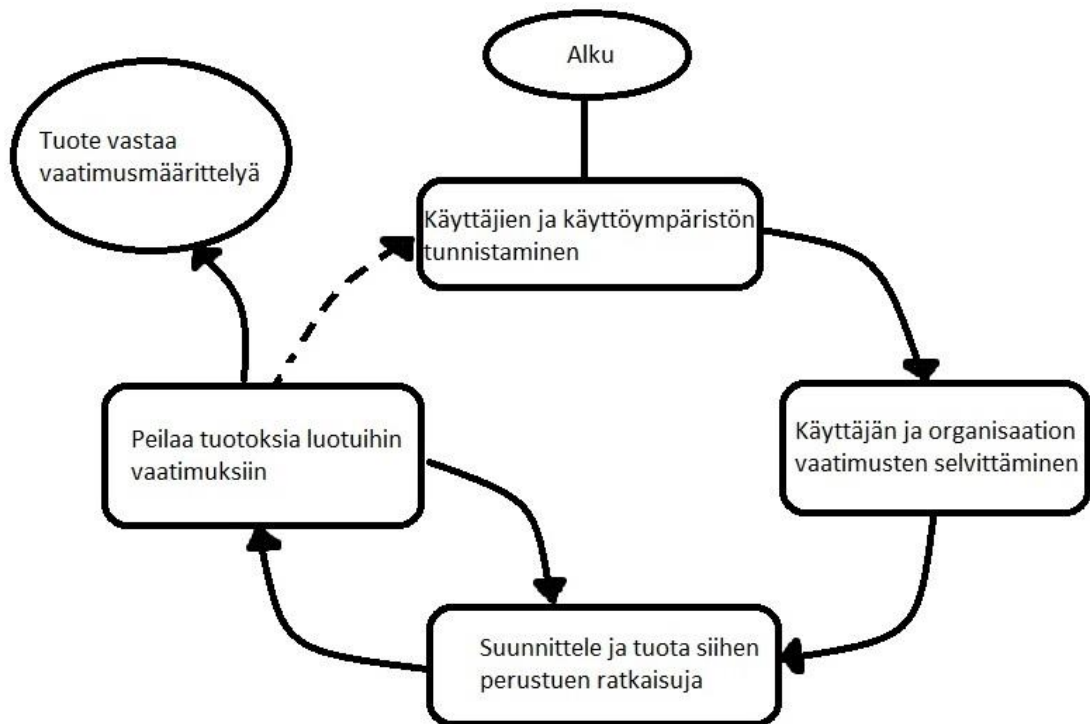 Alku
Tuote vastaa
vaatimusmäärittelyä
Käyttäjien ja käyttöympäristön
tunnistaminen
Peilaa tuotoksia luotuihin
vaatimuksiin
Käyttäjän ja organisaation
vaatimusten selvittäminen
Suunnittele ja tuota siihen
perustuen ratkaisuja